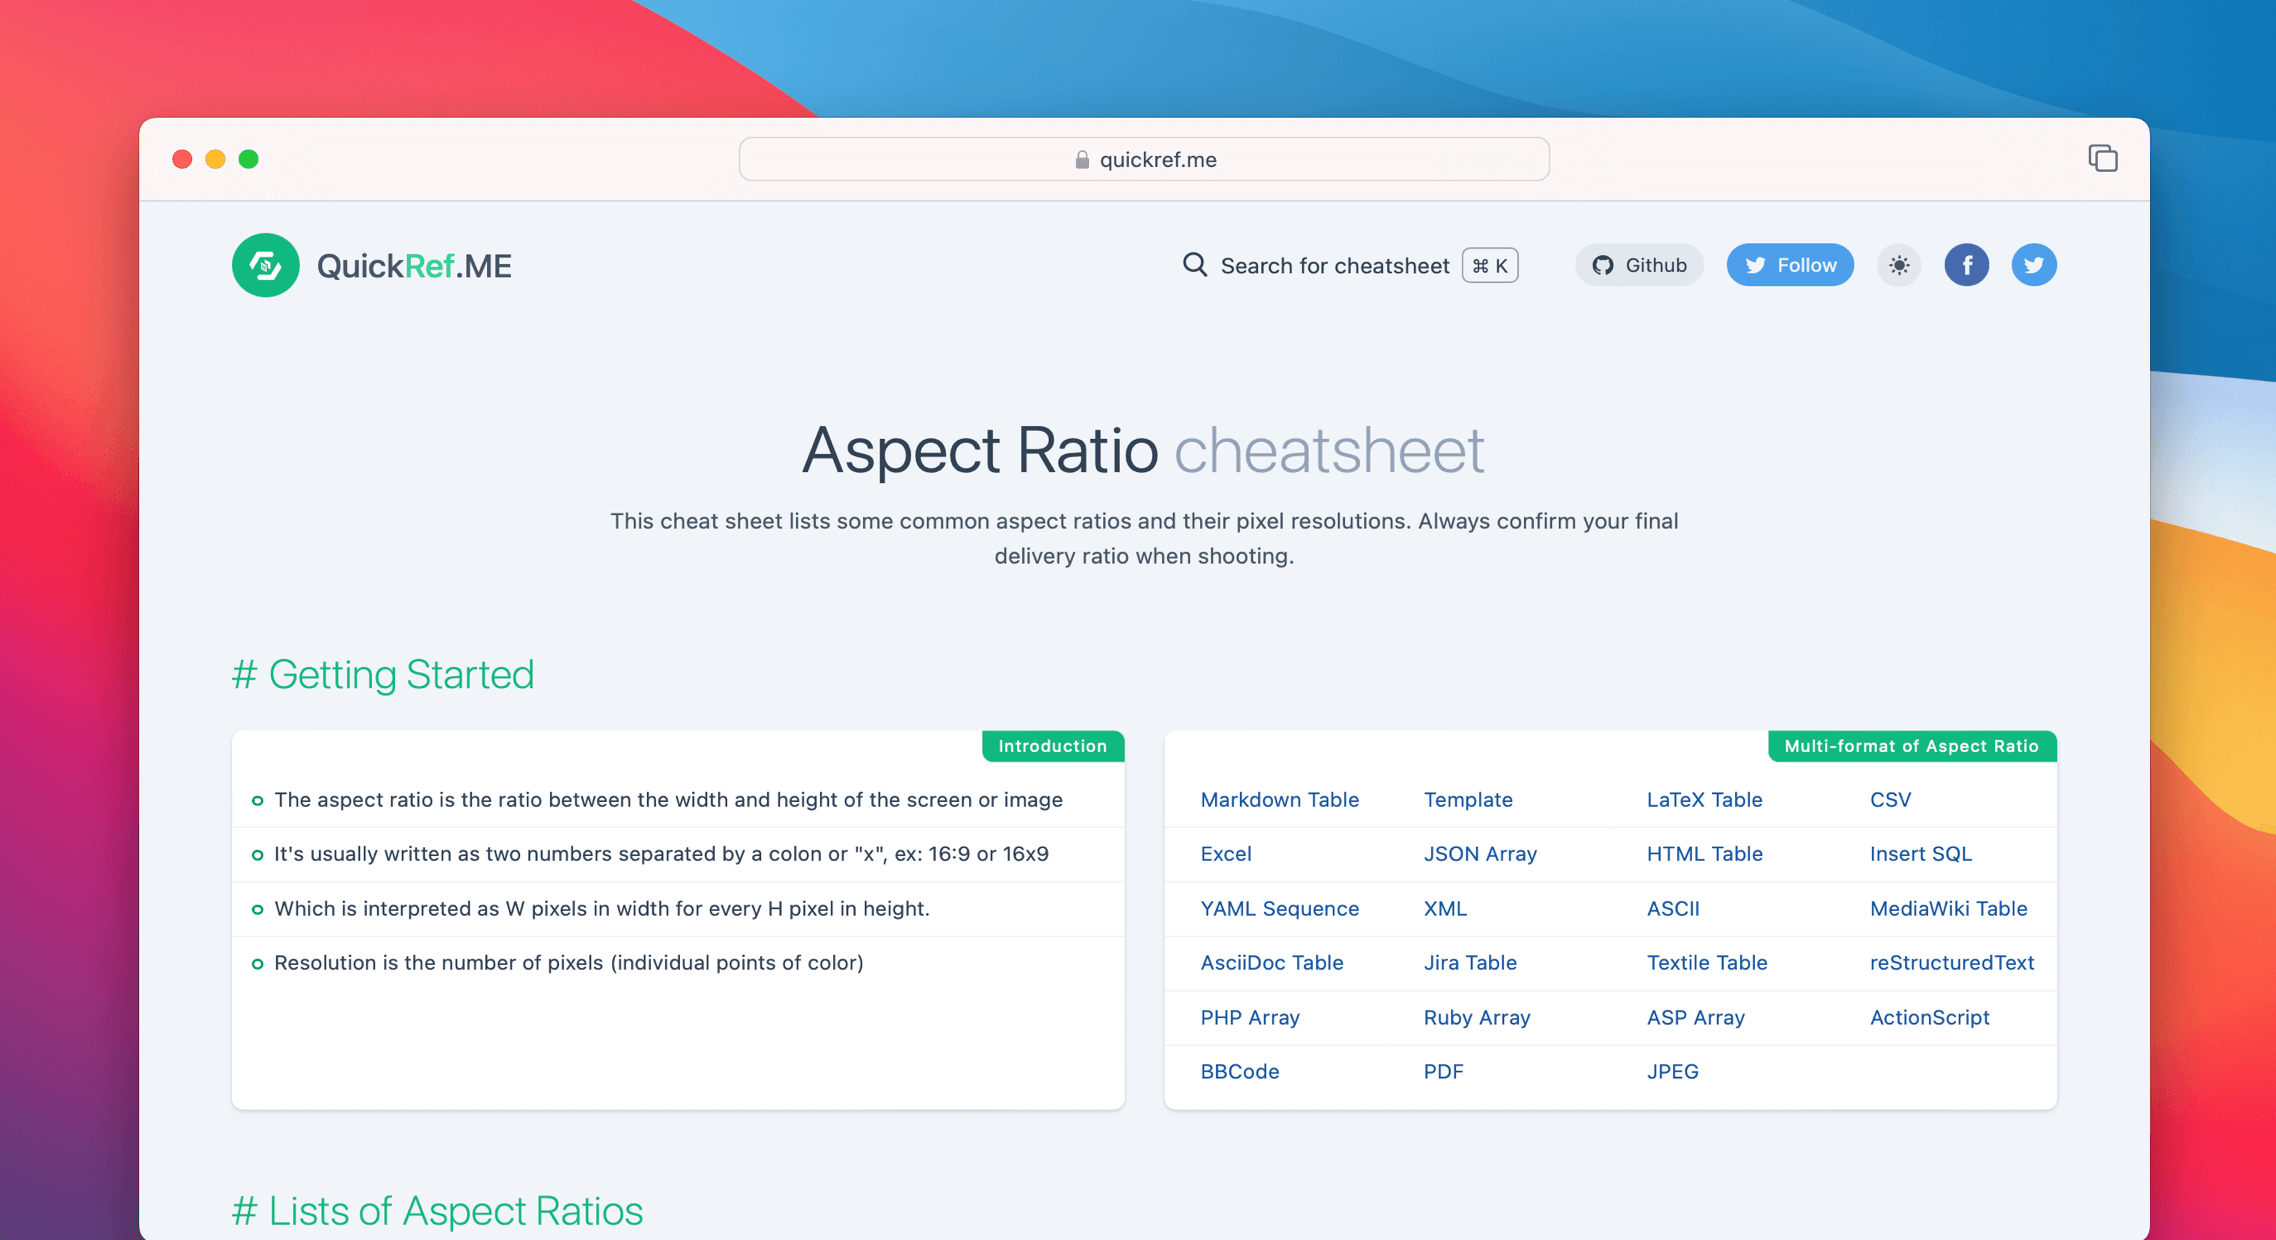 quickref.me
QuickRef.ME
Search for cheatsheet ⌘ K
Github
Follow
Aspect Ratio cheatsheet
This cheat sheet lists some common aspect ratios and their pixel resolutions. Always confirm your final
delivery ratio when shooting.
# Getting Started
Introduction
The aspect ratio is the ratio between the width and height of the screen or image
It's usually written as two numbers separated by a colon or "x", ex: 16:9 or 16x9
Which is interpreted as W pixels in width for every H pixel in height.
Resolution is the number of pixels (individual points of color)
Multi-format of Aspect Ratio
Markdown Table Template LaTeX Table CSV
Excel JSON Array HTML Table Insert SQL
YAML Sequence XML ASCII MediaWiki Table
AsciiDoc Table Jira Table Textile Table reStructuredText
PHP Array Ruby Array ASP Array ActionScript
BBCode PDF JPEG
# Lists of Aspect Ratios